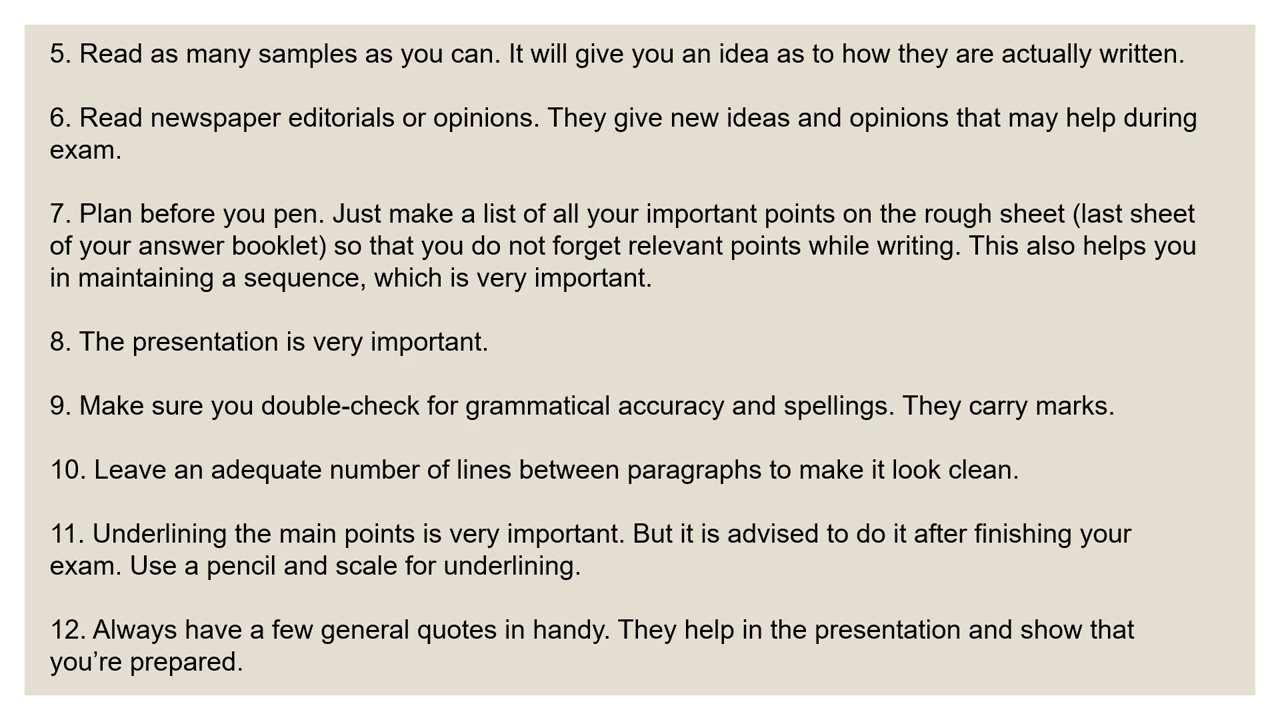 5. Read as many samples as you can. It will give you an idea as to how they are actually written.
6. Read newspaper editorials or opinions. They give new ideas and opinions that may help during
exam.
7. Plan before you pen. Just make a list of all your important points on the rough sheet (last sheet
of your answer booklet) so that you do not forget relevant points while writing. This also helps you
in maintaining a sequence, which is very important.
8. The presentation is very important.
9. Make sure you double-check for grammatical accuracy and spellings. They carry marks.
10. Leave an adequate number of lines between paragraphs to make it look clean.
11. Underlining the main points is very important. But it is advised to do it after finishing your
exam. Use a pencil and scale for underlining.
12. Always have a few general quotes in handy. They help in the presentation and show that
you’re prepared.